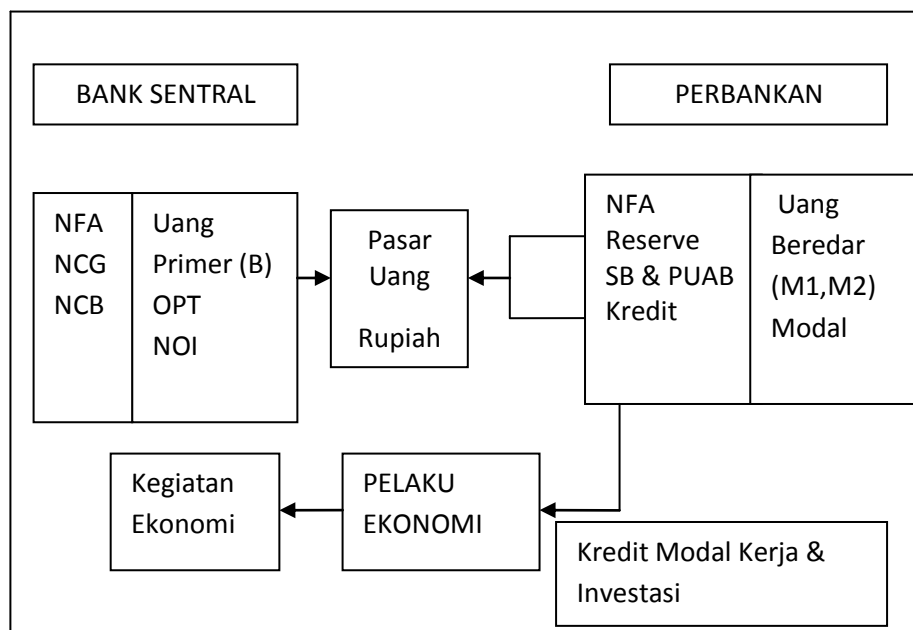 BANK SENTRAL
PERBANKAN
NFA
NCG
NCB
Uang
Primer (B)
OPT
NOI
Pasar
Uang
Rupiah
NFA
Reserve
SB & PUAB
Kredit
Uang
Beredar
(M1,M2)
Modal
Kegiatan
Ekonomi
PELAKU
EKONOMI
Kredit Modal Kerja &
Investasi